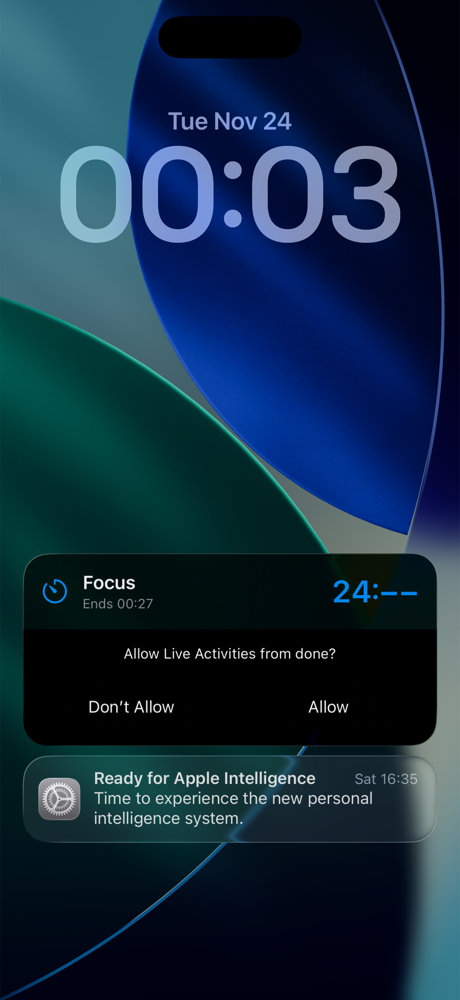 Tue Nov 24
00:03
Focus
Ends 00:27
24:––
Allow Live Activities from done?
Don’t Allow
Allow
Ready for Apple Intelligence
Sat 16:35
Time to experience the new personal
intelligence system.